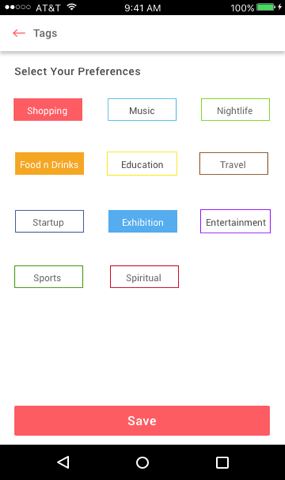 AT&T 9:41 AM 100%
Tags
Select Your Preferences
Shopping Music Nightlife
Food n Drinks Education Travel
Startup Exhibition Entertainment
Sports Spiritual
Save